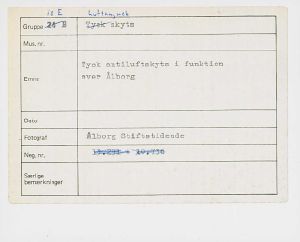 Gruppe
Tysk skyts
Mus.nr.
Emne
Tysk antiluftskyts i funktion
over Ålborg
Dato
Fotograf
Ålborg Stiftstidende
Neg. nr.
Særlige
bemærkninger